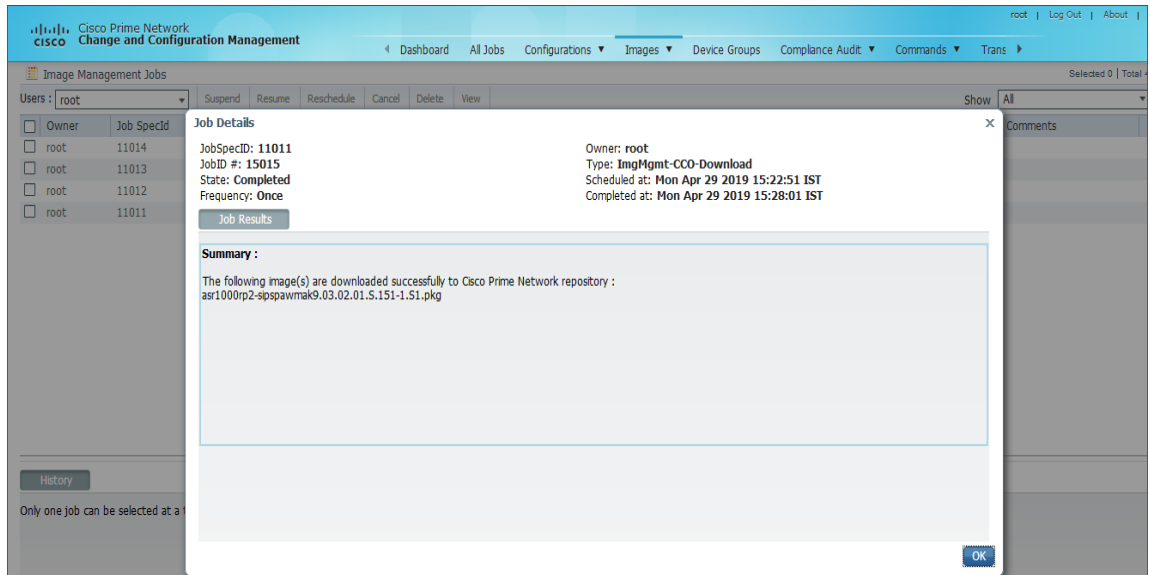 root | Log Out | About |
Cisco Prime Network
CISCO Change and Configuration Management
Dashboard All Jobs Configurations ▼ Images ▼ Device Groups Compliance Audit ▼ Commands ▼ Trans
Image Management Jobs
Selected 0 | Total 4
Users : root Suspend Resume Reschedule Cancel Delete View Show All
Owner Job SpecId Comments
root 11014
root 11013
root 11012
root 11011
Job Details x
JobSpecID: 11011 Owner: root
JobID #: 15015 Type: ImgMgmt-CCO-Download
State: Completed Scheduled at: Mon Apr 29 2019 15:22:51 IST
Frequency: Once Completed at: Mon Apr 29 2019 15:28:01 IST
Job Results
Summary :
The following image(s) are downloaded successfully to Cisco Prime Network repository :
asr1000rp2-sipspawmak9.03.02.01.S.151-1.S1.pkg
History
Only one job can be selected at a
OK